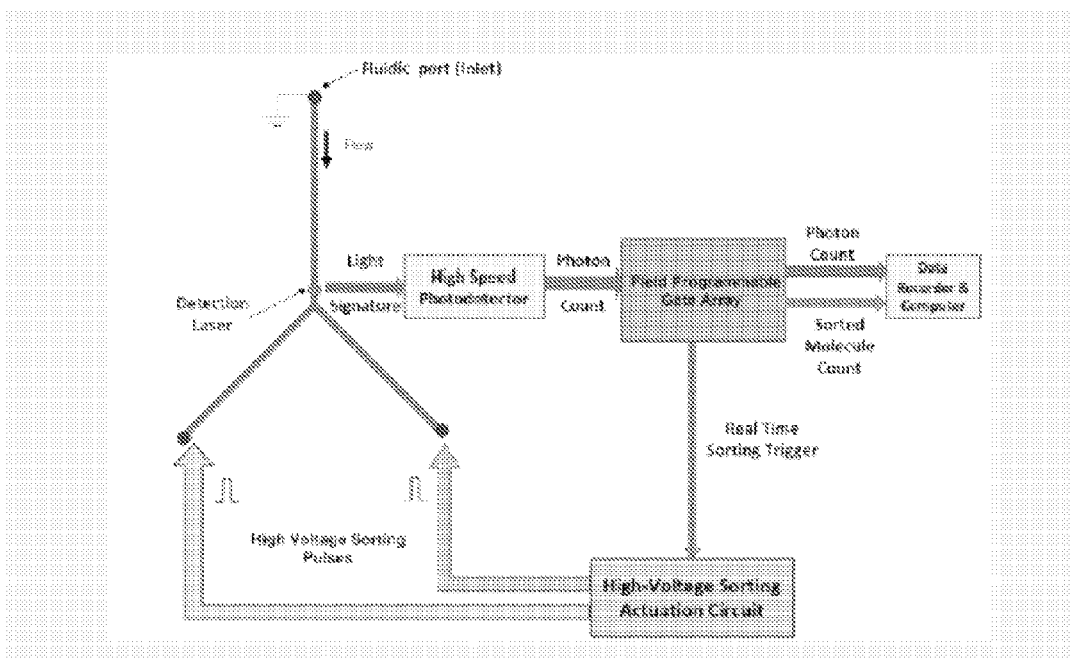 Fluidic port (Inlet)
Flow
Detection
Laser
Light
Signature
High Speed
Photodetector
Photon
Count
Field Programmable
Gate Array
Photon
Count
Data
Recorder &
Computer
Sorted
Molecule
Count
Real Time
Sorting Trigger
High Voltage Sorting
Pulses
High-Voltage Sorting
Actuation Circuit